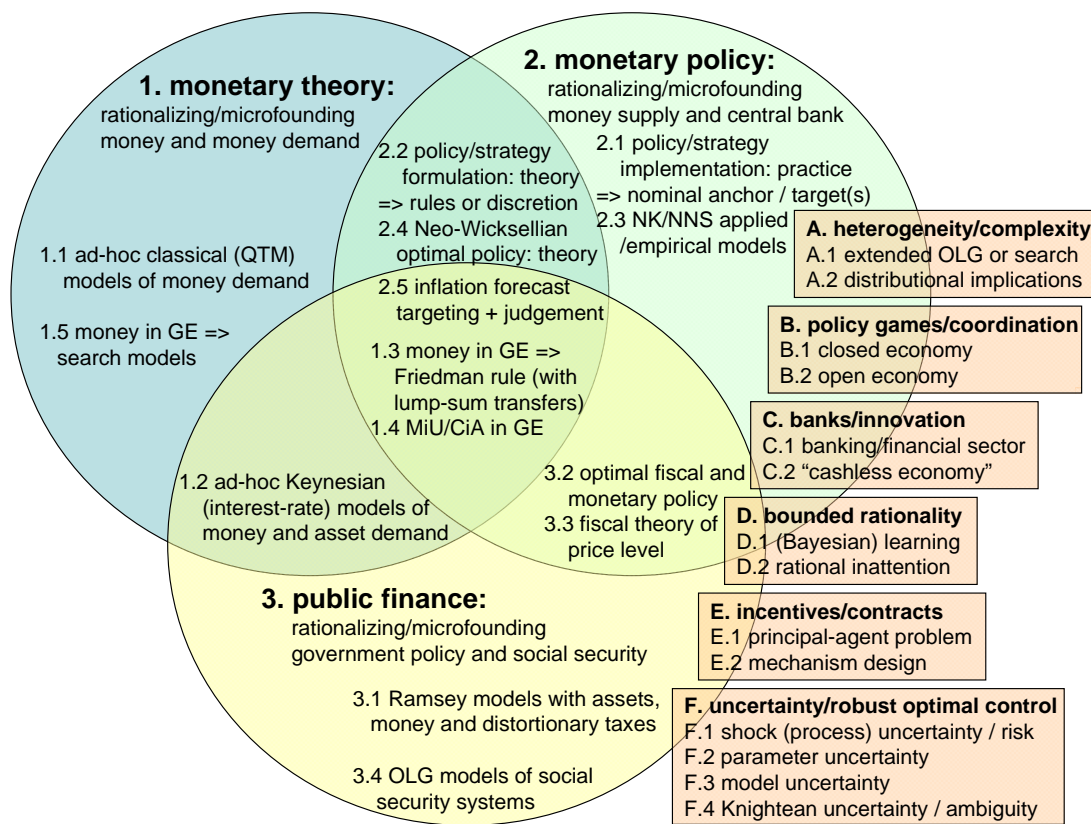 1. monetary theory:
rationalizing/microfounding
money and money demand
2. monetary policy:
rationalizing/microfounding
money supply and central bank
2.1 policy/strategy
implementation: practice
=> nominal anchor / target(s)
2.3 NK/NNS applied
/empirical models
2.2 policy/strategy
formulation: theory
=> rules or discretion
2.4 Neo-Wicksellian
optimal policy: theory
1.1 ad-hoc classical (QTM)
models of money demand
1.5 money in GE =>
search models
2.5 inflation forecast
targeting + judgement
1.3 money in GE =>
Friedman rule (with
lump-sum transfers)
1.4 MiU/CiA in GE
1.2 ad-hoc Keynesian
(interest-rate) models of
money and asset demand
3.2 optimal fiscal and
monetary policy
3.3 fiscal theory of
price level
3. public finance:
rationalizing/microfounding
government policy and social security
3.1 Ramsey models with assets,
money and distortionary taxes
3.4 OLG models of social
security systems
A. heterogeneity/complexity
A.1 extended OLG or search
A.2 distributional implications
B. policy games/coordination
B.1 closed economy
B.2 open economy
C. banks/innovation
C.1 banking/financial sector
C.2 “cashless economy”
D. bounded rationality
D.1 (Bayesian) learning
D.2 rational inattention
E. incentives/contracts
E.1 principal-agent problem
E.2 mechanism design
F. uncertainty/robust optimal control
F.1 shock (process) uncertainty / risk
F.2 parameter uncertainty
F.3 model uncertainty
F.4 Knightean uncertainty / ambiguity